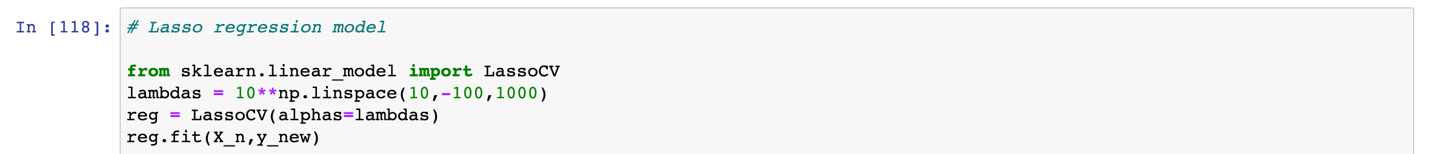 In [118]: # Lasso regression model
from sklearn.linear_model import LassoCV
lambdas = 10**np.linspace(10,-100,1000)
reg = LassoCV(alphas=lambdas)
reg.fit(X_n,y_new)